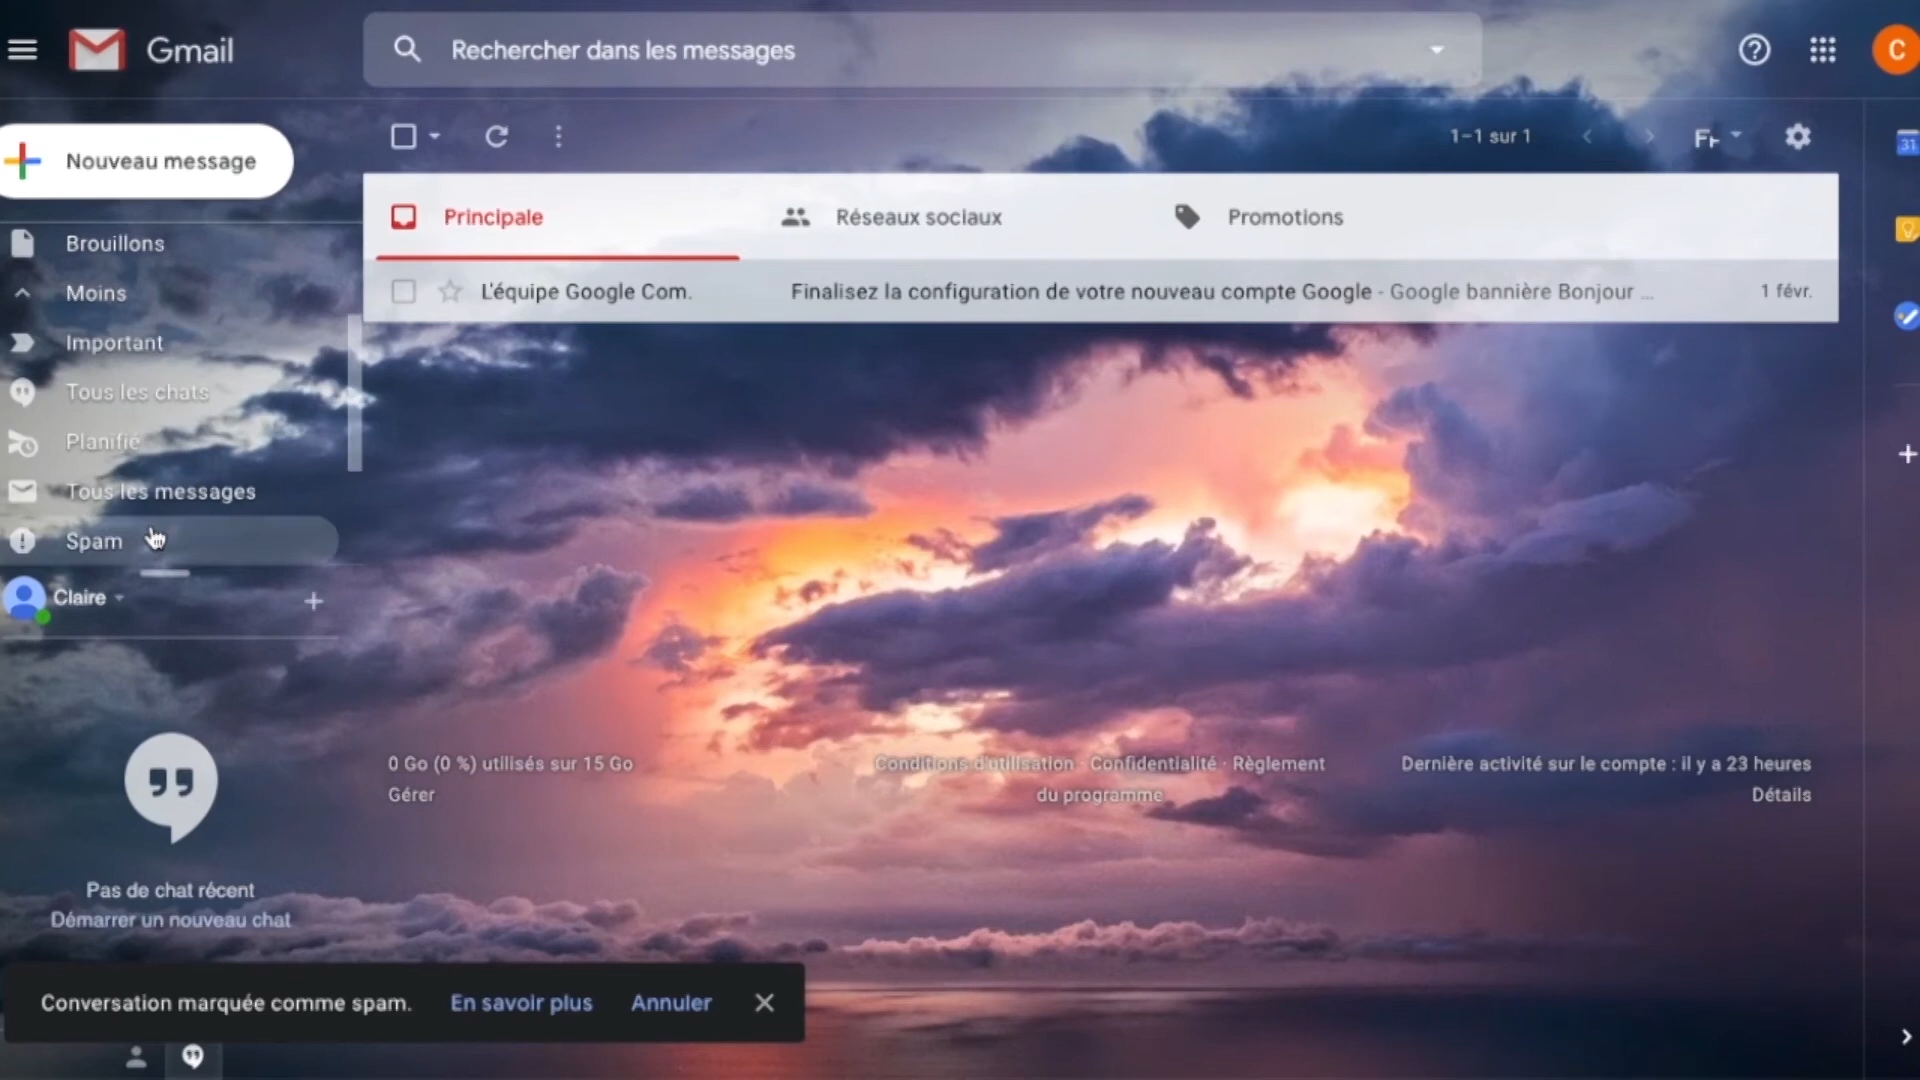 Gmail
Rechercher dans les messages
C
Nouveau message
1–1 sur 1
31
Principale
Réseaux sociaux
Promotions
L'équipe Google Com.
Finalisez la configuration de votre nouveau compte Google - Google bannière Bonjour ...
1 févr.
Brouillons
Moins
Important
Tous les chats
Planifié
Tous les messages
Spam
Claire
0 Go (0 %) utilisés sur 15 Go
Gérer
Conditions d'utilisation · Confidentialité · Règlement
du programme
Dernière activité sur le compte : il y a 23 heures
Détails
Pas de chat récent
Démarrer un nouveau chat
Conversation marquée comme spam.
En savoir plus
Annuler